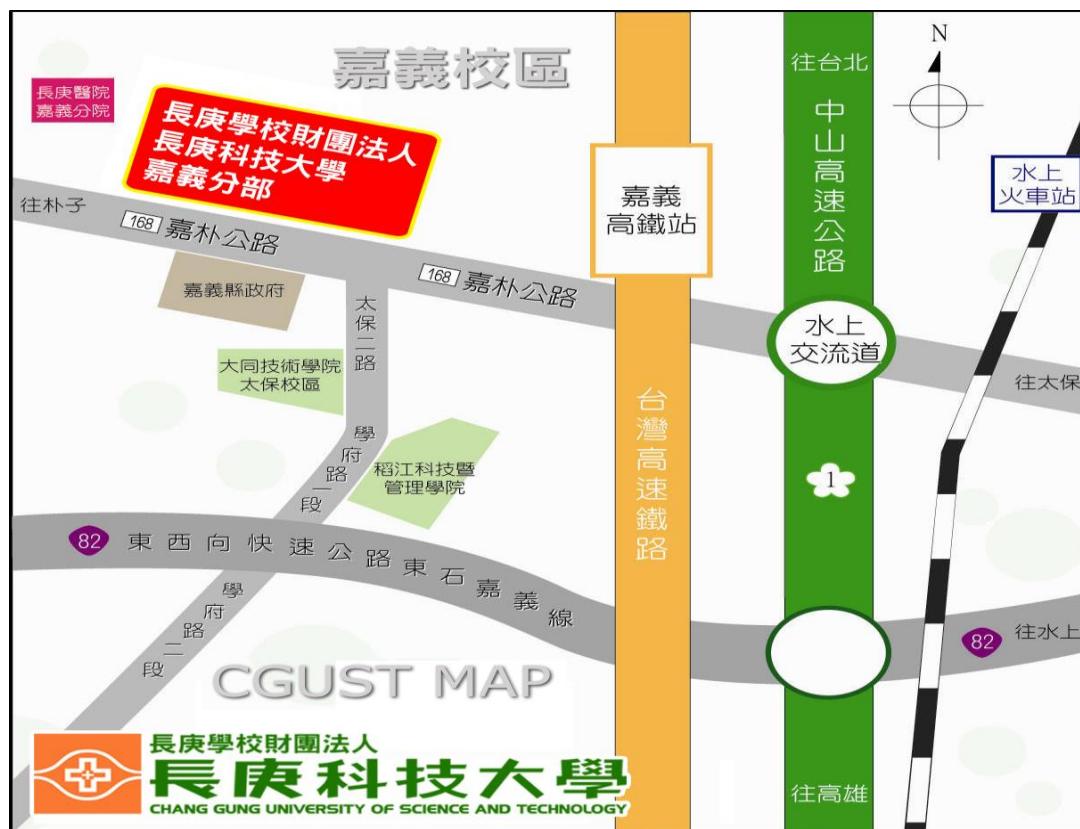 嘉義校區
往台北
N
長庚醫院
嘉義分院
長庚學校財團法人
長庚科技大學
嘉義分部
中山高速公路
水上
火車站
嘉義
高鐵站
往朴子
168 嘉朴公路
168 嘉朴公路
嘉義縣政府
太保二路
水上
交流道
大同技術學院
太保校區
往太保
台灣高速鐵路
學府路一段
稻江科技暨
管理學院
1
82 東西向快速公路東石嘉義線
學府路二段
82 往水上
CGUST MAP
長庚學校財團法人
長庚科技大學
CHANG GUNG UNIVERSITY OF SCIENCE AND TECHNOLOGY
往高雄